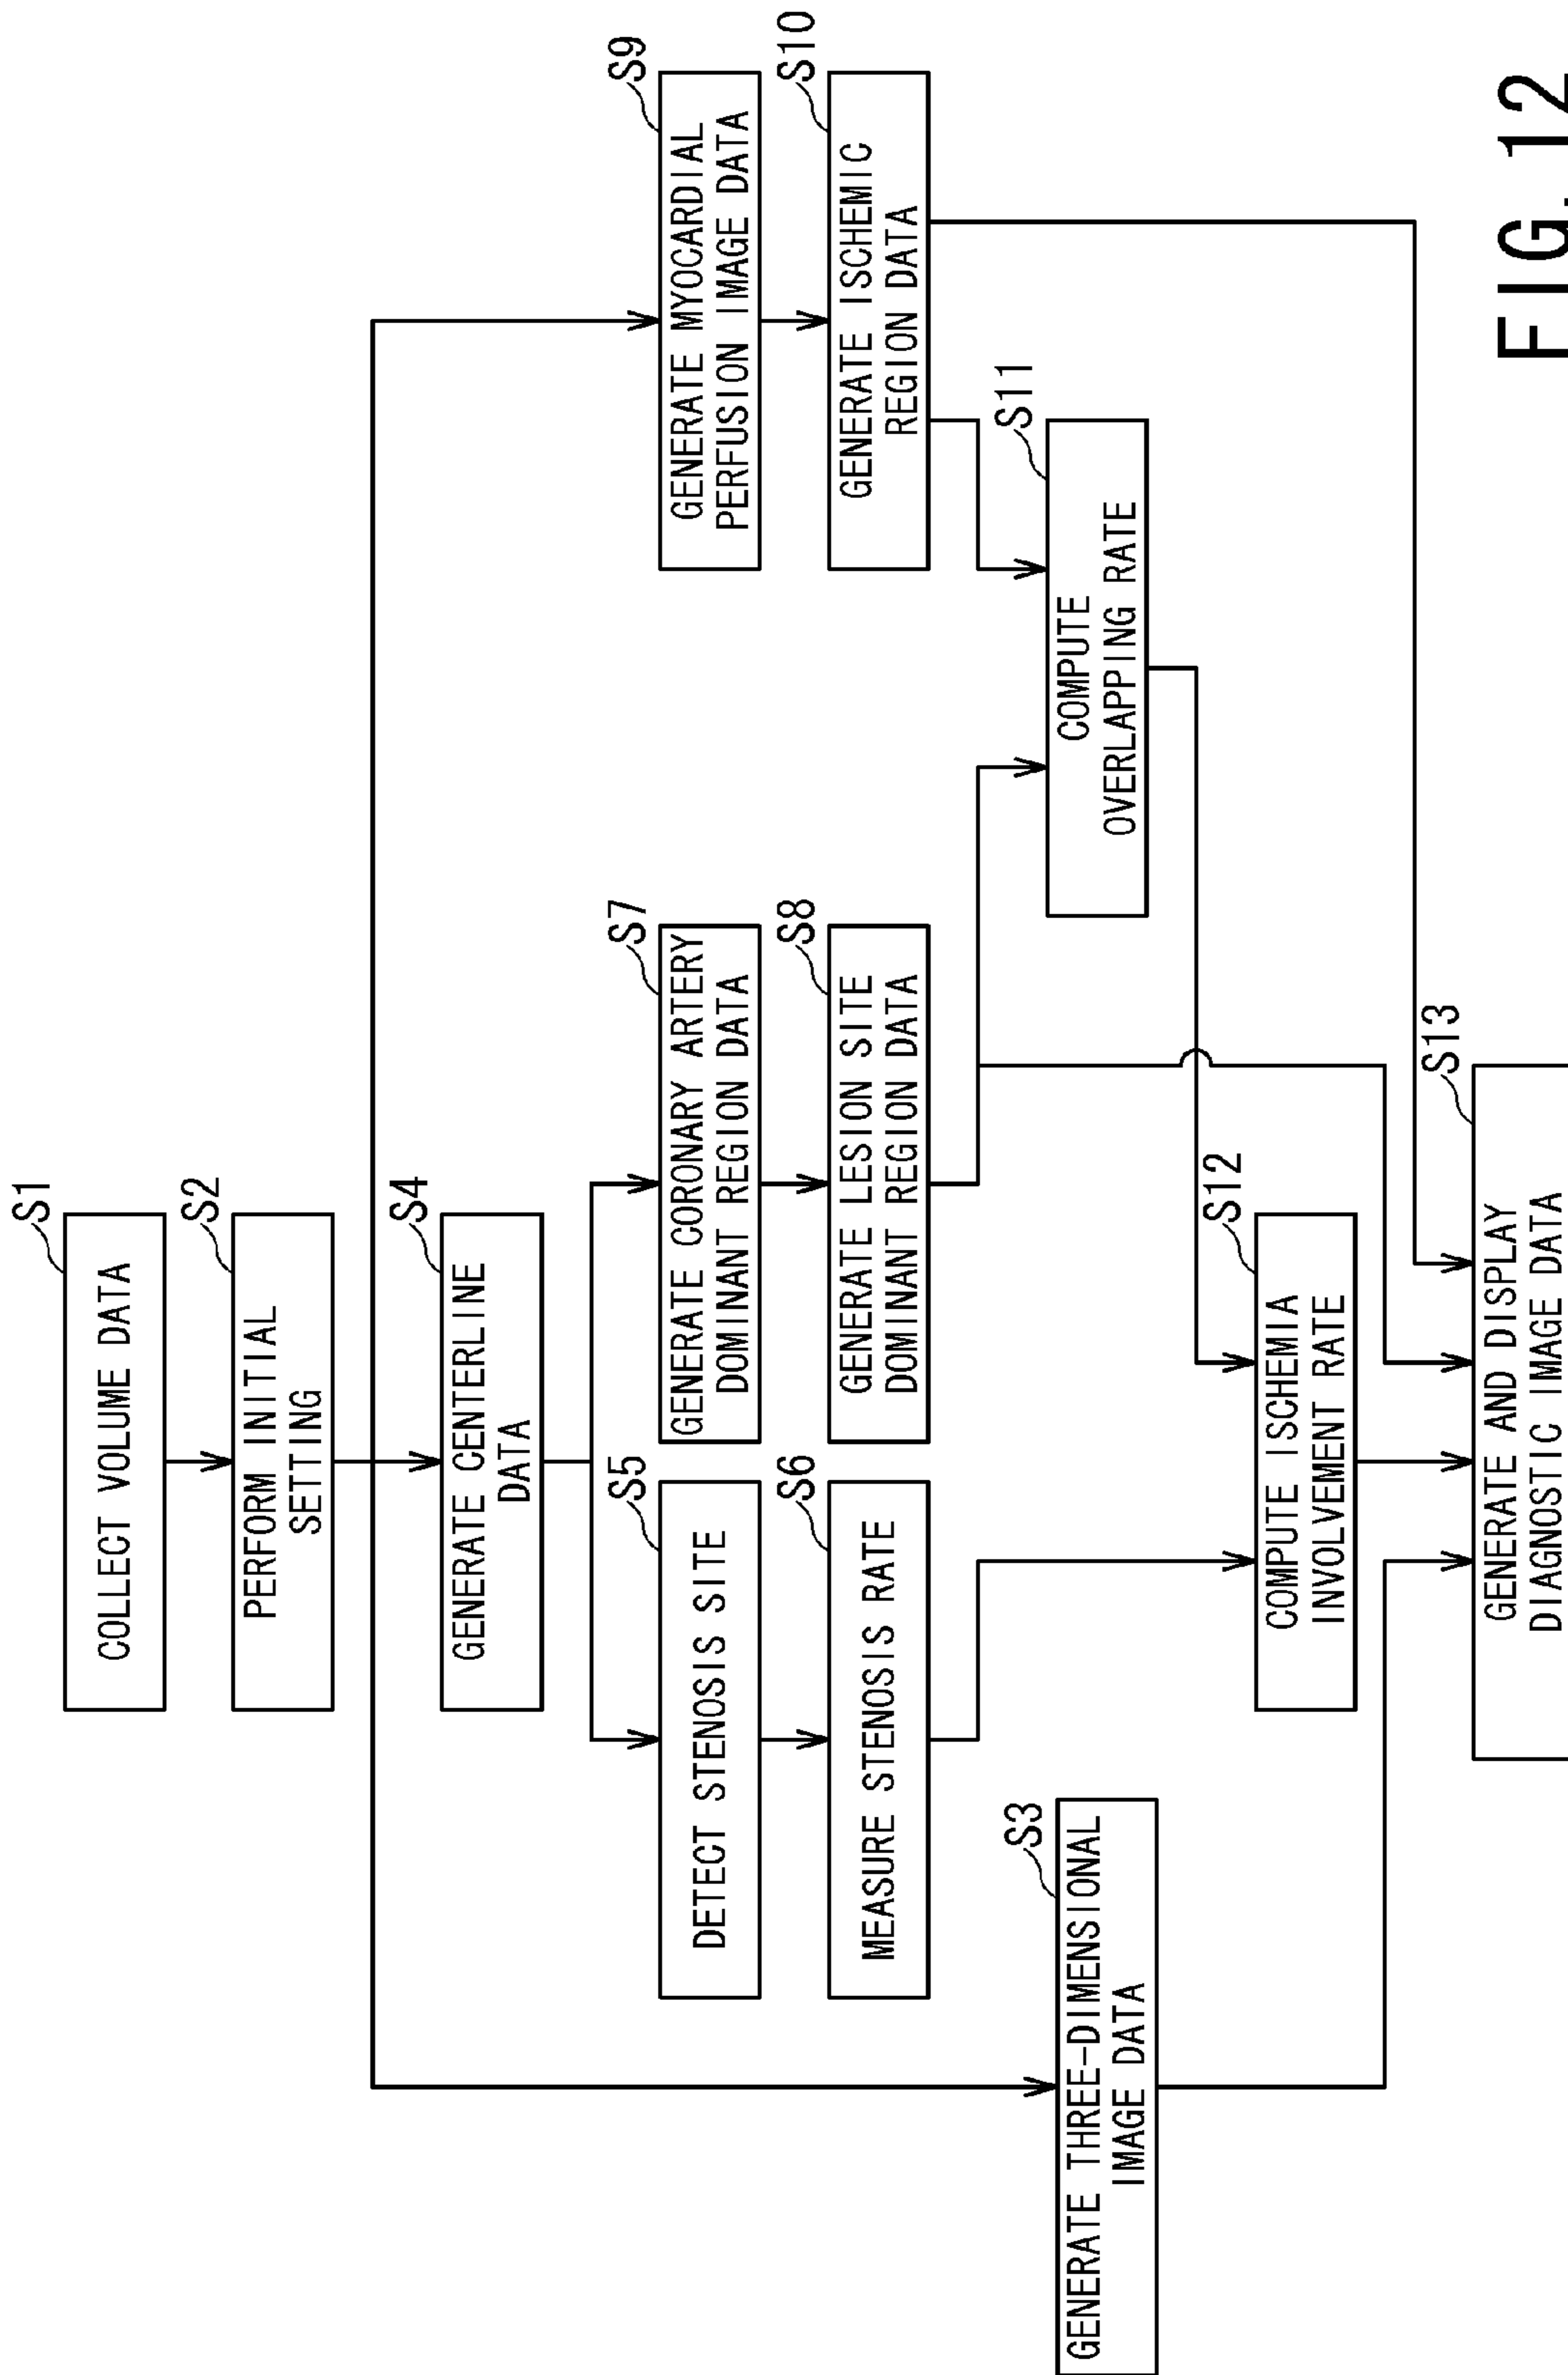 S1
COLLECT VOLUME DATA
S2
PERFORM INITIAL
SETTING
S4
GENERATE CENTERLINE
DATA
S5
DETECT STENOSIS SITE
S7
GENERATE CORONARY ARTERY
DOMINANT REGION DATA
S9
GENERATE MYOCARDIAL
PERFUSION IMAGE DATA
S6
MEASURE STENOSIS RATE
S8
GENERATE LESION SITE
DOMINANT REGION DATA
S10
GENERATE ISCHEMIC
REGION DATA
S3
GENERATE THREE-DIMENSIONAL
IMAGE DATA
S11
COMPUTE
OVERLAPPING RATE
S12
COMPUTE ISCHEMIA
INVOLVEMENT RATE
S13
GENERATE AND DISPLAY
DIAGNOSTIC IMAGE DATA
FIG.12